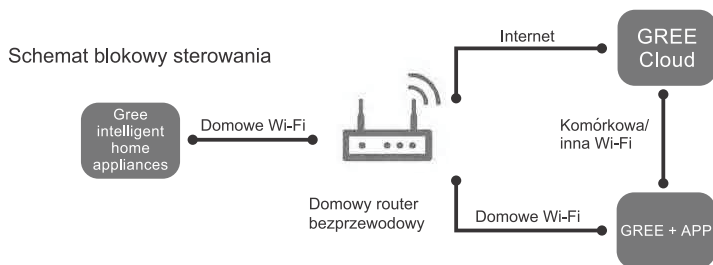 Schemat blokowy sterowania
Gree
intelligent
home
appliances
Domowe Wi-Fi
Domowy router
bezprzewodowy
Internet
GREE
Cloud
Komórkowa/
inna Wi-Fi
Domowe Wi-Fi
GREE + APP